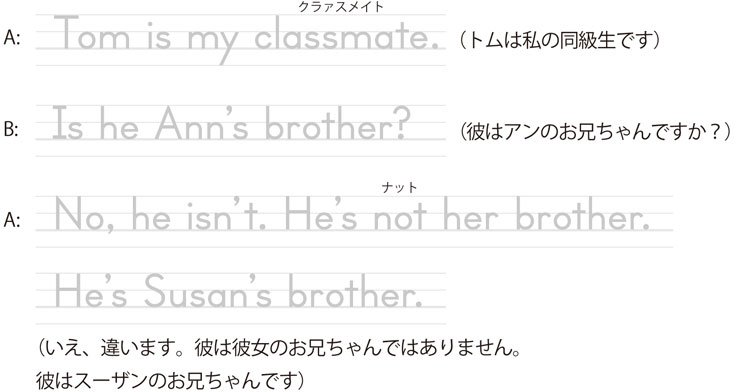 クラァスメイト
A: Tom is my classmate. (トムは私の同級生です)
B: Is he Ann's brother? (彼はアンのお兄ちゃんですか？)
ナット
A: No, he isn't. He's not her brother.
He's Susan's brother.
(いえ、違います。彼は彼女のお兄ちゃんではありません。
彼はスーザンのお兄ちゃんです)